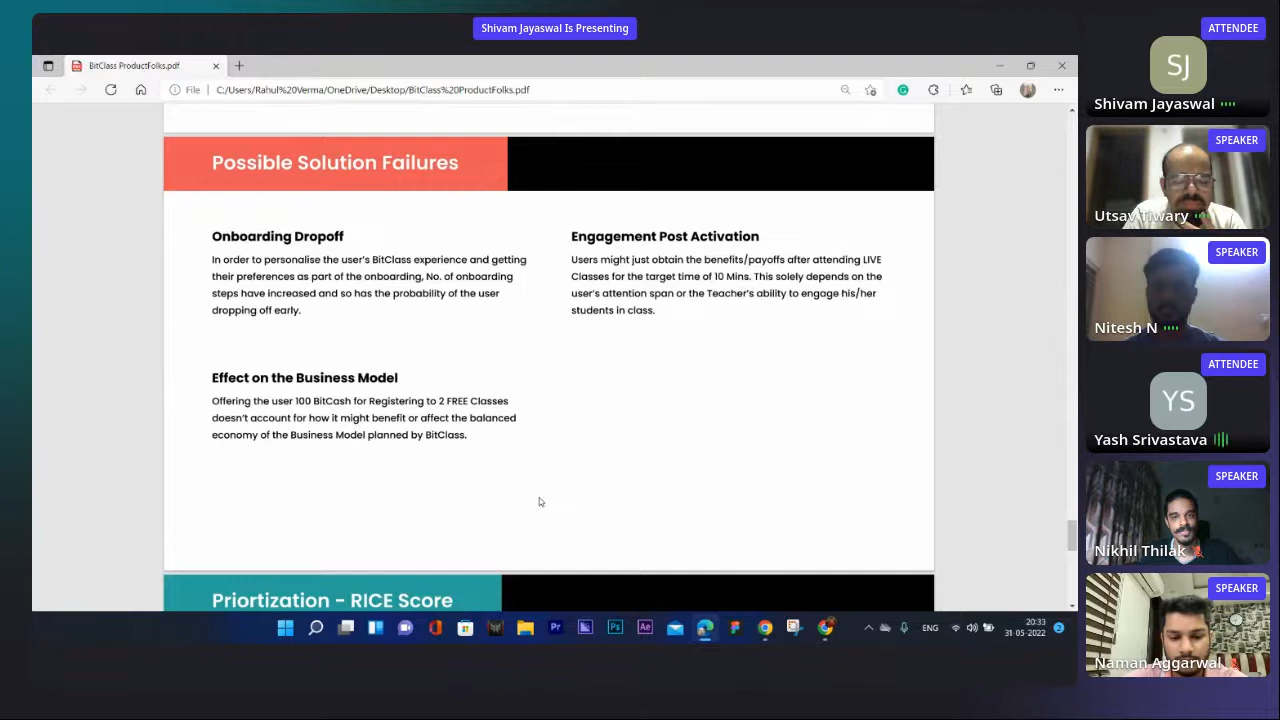 Shivam Jayaswal Is Presenting
BitClass ProductFolks.pdf
File
C:/Users/Rahul%20Verma/OneDrive/Desktop/BitClass%20ProductFolks.pdf
Possible Solution Failures
Onboarding Dropoff
In order to personalise the user's BitClass experience and getting
their preferences as part of the onboarding, No. of onboarding
steps have increased and so has the probability of the user
dropping off early.
Engagement Post Activation
Users might just obtain the benefits/payoffs after attending LIVE
Classes for the target time of 10 Mins. This solely depends on the
user's attention span or the Teacher's ability to engage his/her
students in class.
Effect on the Business Model
Offering the user 100 BitCash for Registering to 2 FREE Classes
doesn't account for how it might benefit or affect the balanced
economy of the Business Model planned by BitClass.
Priortization - RICE Score
Pr
Ps
Ae
ENG
20:33
31-05-2022
2
ATTENDEE
SJ
Shivam Jayaswal
SPEAKER
Utsav Tiwary
SPEAKER
Nitesh N
ATTENDEE
YS
Yash Srivastava
SPEAKER
Nikhil Thilak
SPEAKER
Naman Aggarwal